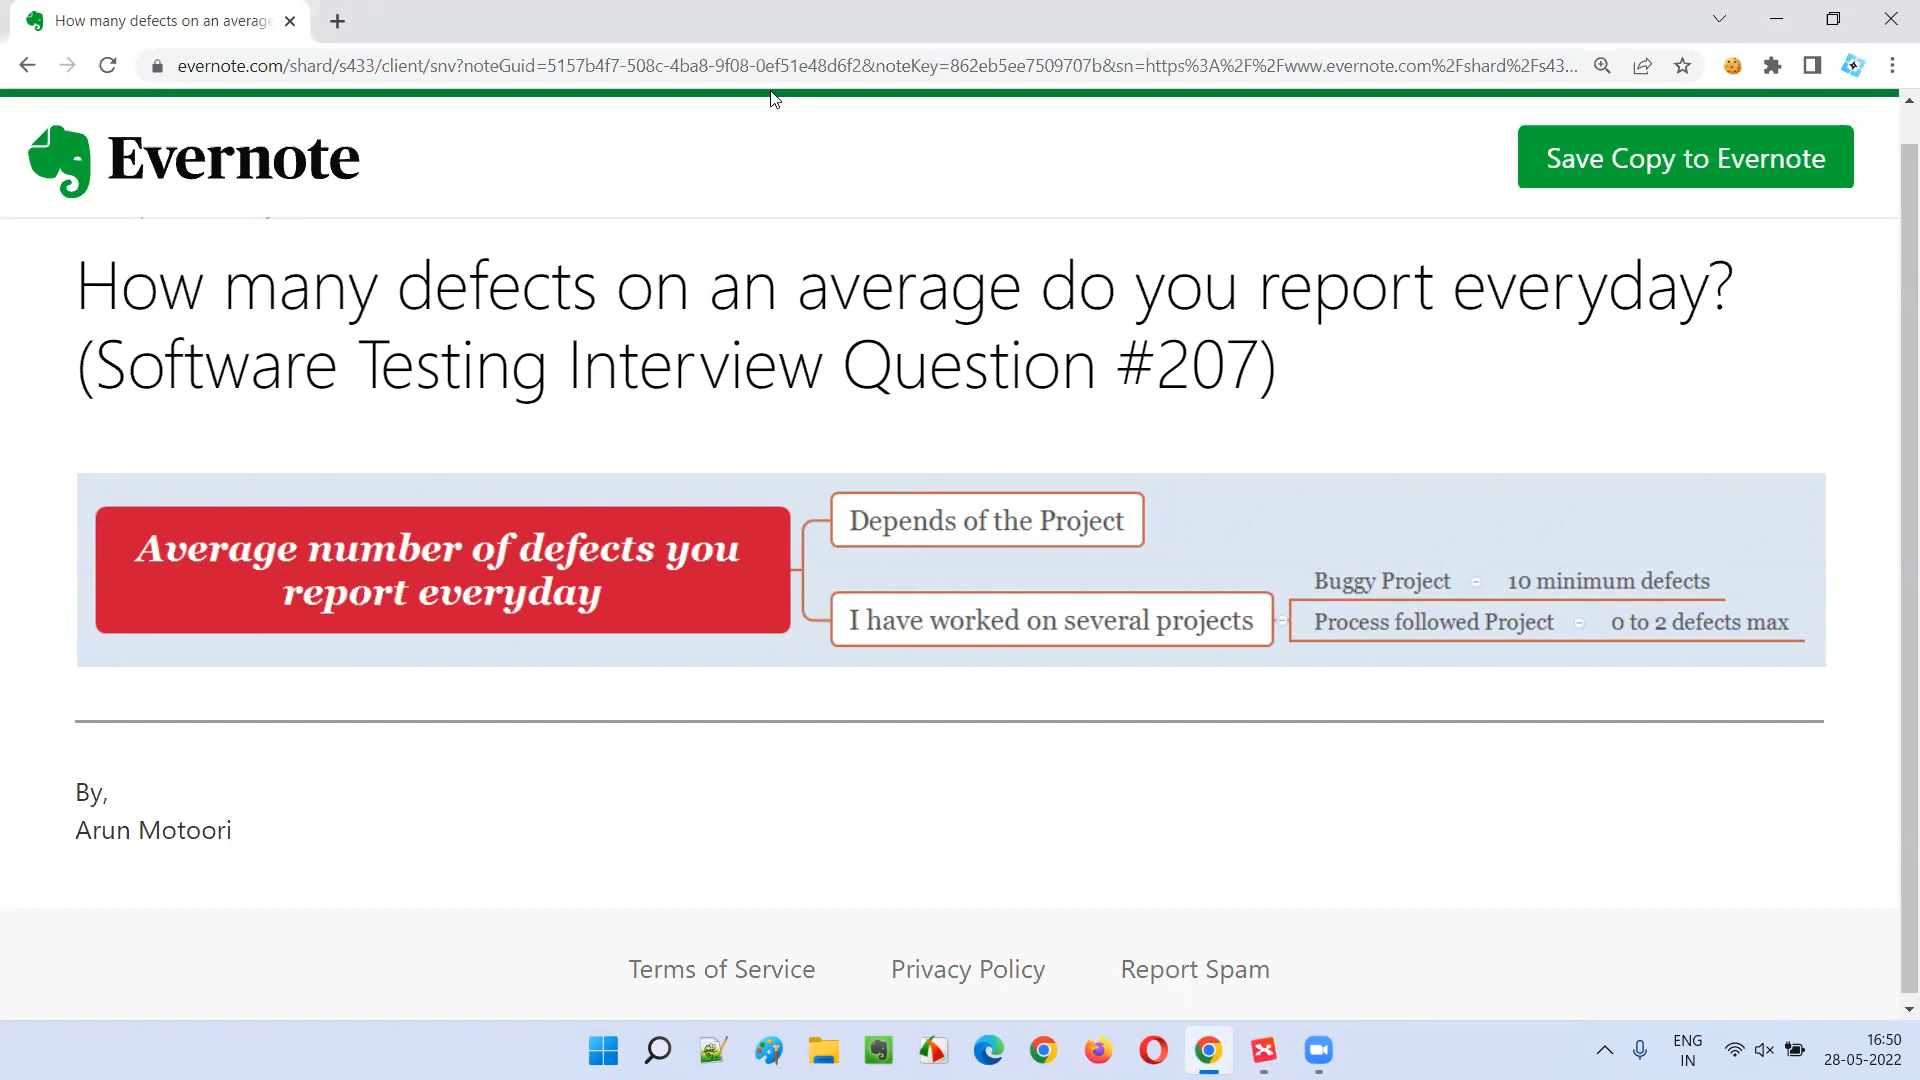 How many defects on an averag
evernote.com/shard/s433/client/snv?noteGuid=5157b4f7-508c-4ba8-9f08-0ef51e48d6f2&noteKey=862eb5ee7509707b&sn=https%3A%2F%2Fwww.evernote.com%2Fshard%2Fs43...
Evernote
Save Copy to Evernote
How many defects on an average do you report everyday?
(Software Testing Interview Question #207)
Average number of defects you
report everyday
Depends of the Project
I have worked on several projects
Buggy Project
10 minimum defects
Process followed Project
0 to 2 defects max
By,
Arun Motoori
Terms of Service
Privacy Policy
Report Spam
ENG
IN
16:50
28-05-2022